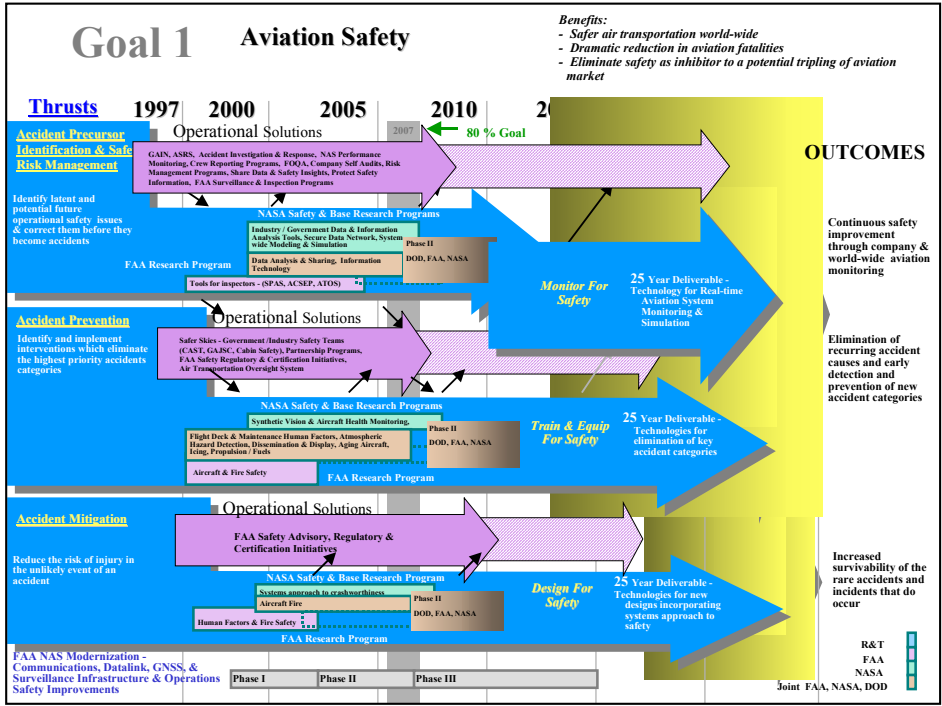 Goal 1
Aviation Safety
Benefits:
- Safer air transportation world-wide
- Dramatic reduction in aviation fatalities
- Eliminate safety as inhibitor to a potential tripling of aviation
market
Thrusts
1997
2000
2005
2010
2007
80 % Goal
OUTCOMES
Accident Precursor
Identification & Safe
Risk Management
Identify latent and
potential future
operational safety issues
& correct them before they
become accidents
Operational Solutions
GAIN, ASRS, Accident Investigation & Response, NAS Performance
Monitoring, Crew Reporting Programs, FOQA, Company Self Audits, Risk
Management Programs, Share Data & Safety Insights, Protect Safety
Information, FAA Surveillance & Inspection Programs
NASA Safety & Base Research Programs
Industry / Government Data & Information
Analysis Tools, Secure Data Network, System
wide Modeling & Simulation
Data Analysis & Sharing, Information
Technology
FAA Research Program
Tools for inspectors - (SPAS, ACSEP, ATOS)
Phase II
DOD, FAA, NASA
Monitor For
Safety
25 Year Deliverable -
Technology for Real-time
Aviation System
Monitoring &
Simulation
Continuous safety
improvement
through company &
world-wide aviation
monitoring
Accident Prevention
Identify and implement
interventions which eliminate
the highest priority accidents
categories
Operational Solutions
Safer Skies - Government /Industry Safety Teams
(CAST, GAJSC, Cabin Safety), Partnership Programs,
FAA Safety Regulatory & Certification Initiatives,
Air Transportation Oversight System
NASA Safety & Base Research Programs
Synthetic Vision & Aircraft Health Monitoring,
Flight Deck & Maintenance Human Factors, Atmospheric
Hazard Detection, Dissemination & Display, Aging Aircraft,
Icing, Propulsion / Fuels
Aircraft & Fire Safety
FAA Research Program
Phase II
DOD, FAA, NASA
Train & Equip
For Safety
25 Year Deliverable -
Technologies for
elimination of key
accident categories
Elimination of
recurring accident
causes and early
detection and
prevention of new
accident categories
Accident Mitigation
Reduce the risk of injury in
the unlikely event of an
accident
Operational Solutions
FAA Safety Advisory, Regulatory &
Certification Initiatives
NASA Safety & Base Research Program
Systems approach to crashworthiness
Aircraft Fire
Human Factors & Fire Safety
FAA Research Program
Phase II
DOD, FAA, NASA
Design For
Safety
25 Year Deliverable -
Technologies for new
designs incorporating
systems approach to
safety
Increased
survivability of the
rare accidents and
incidents that do
occur
FAA NAS Modernization -
Communications, Datalink, GNSS, &
Surveillance Infrastructure & Operations
Safety Improvements
Phase I
Phase II
Phase III
R&T
FAA
NASA
Joint FAA, NASA, DOD